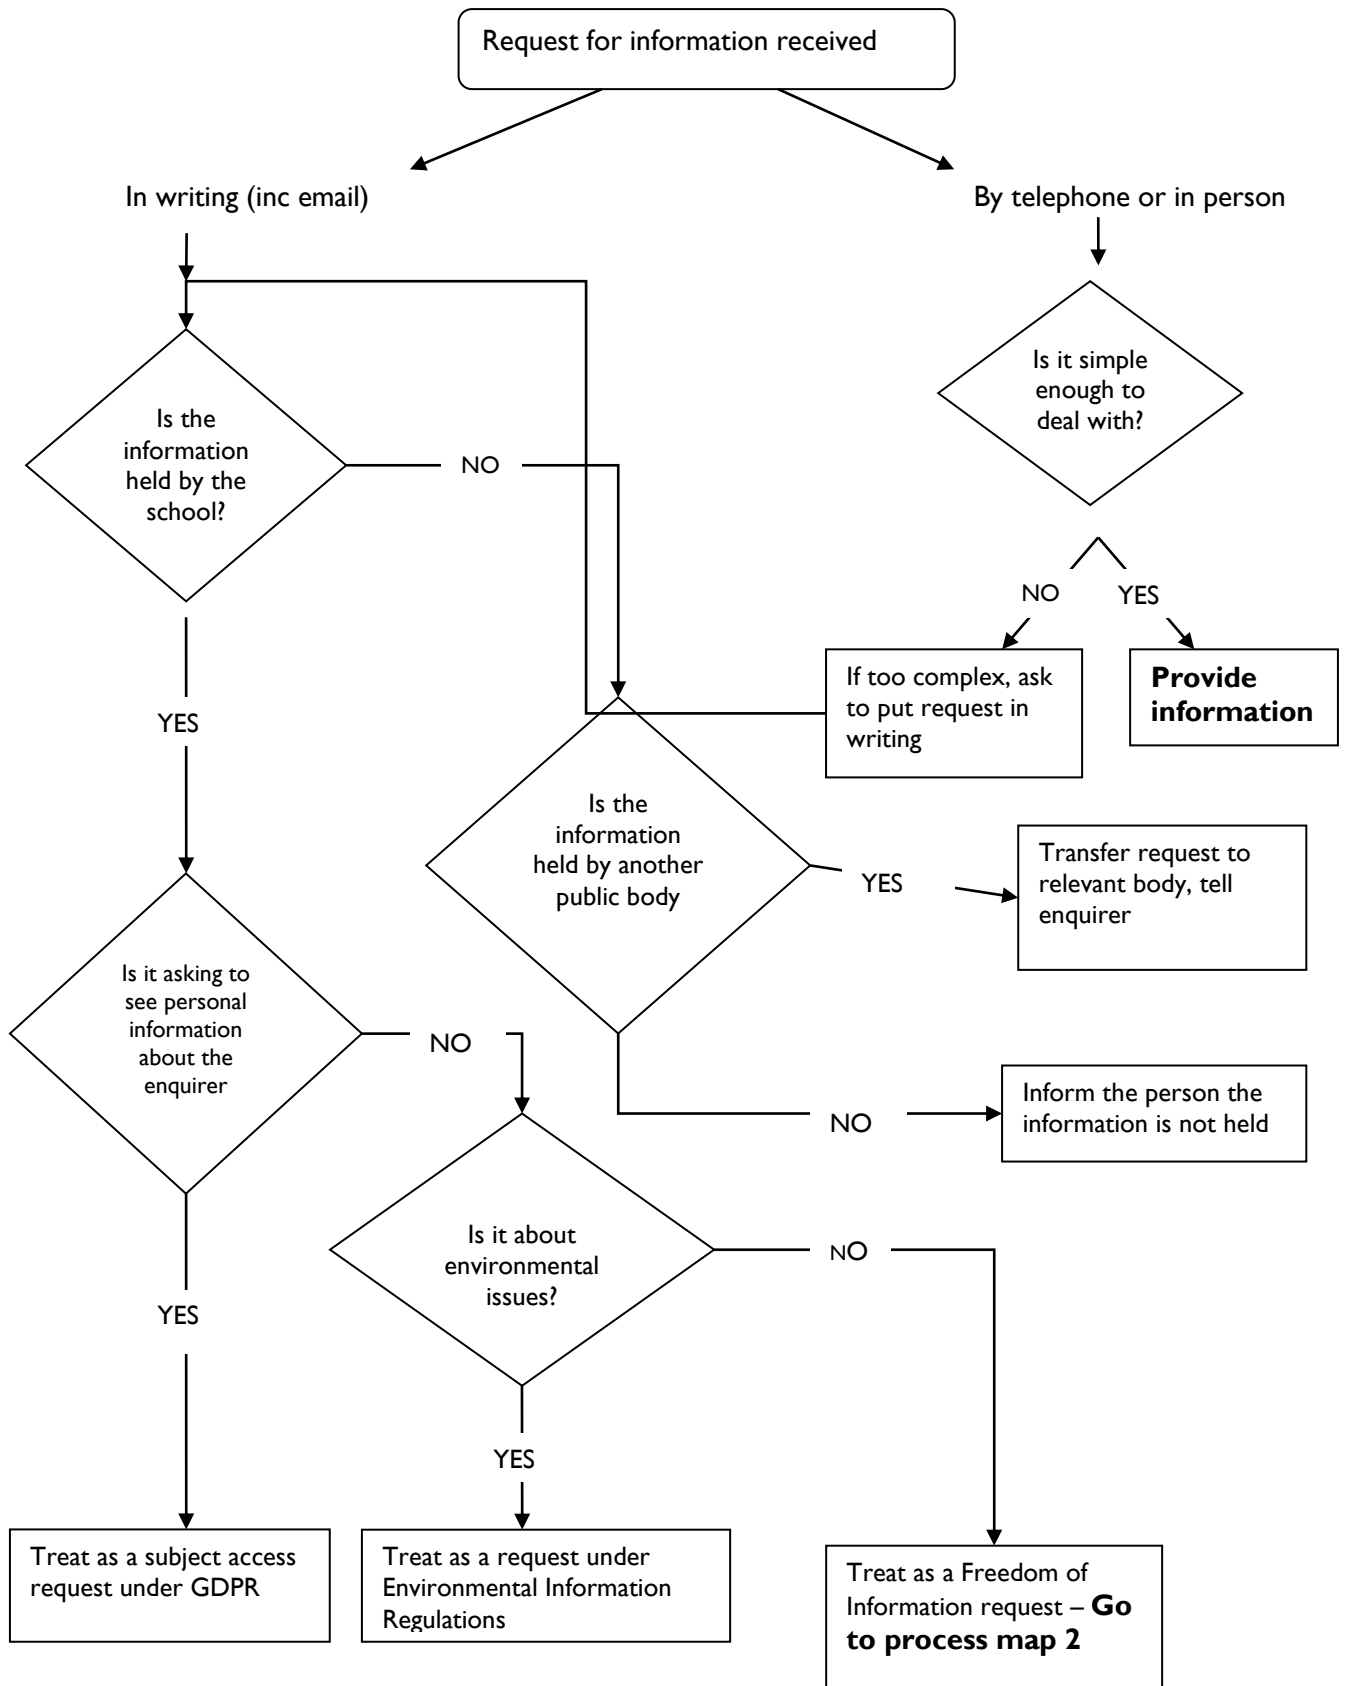 Request for information received
In writing (inc email)
By telephone or in person
Is it simple
enough to
deal with?
Is the
information
held by the
school?
NO
NO
YES
If too complex, ask
to put request in
writing
Provide
information
YES
Is the
information
held by another
public body
YES
Transfer request to
relevant body, tell
enquirer
Is it asking to
see personal
information
about the
enquirer
NO
NO
Inform the person the
information is not held
Is it about
environmental
issues?
NO
YES
YES
Treat as a subject access
request under GDPR
Treat as a request under
Environmental Information
Regulations
Treat as a Freedom of
Information request – Go
to process map 2